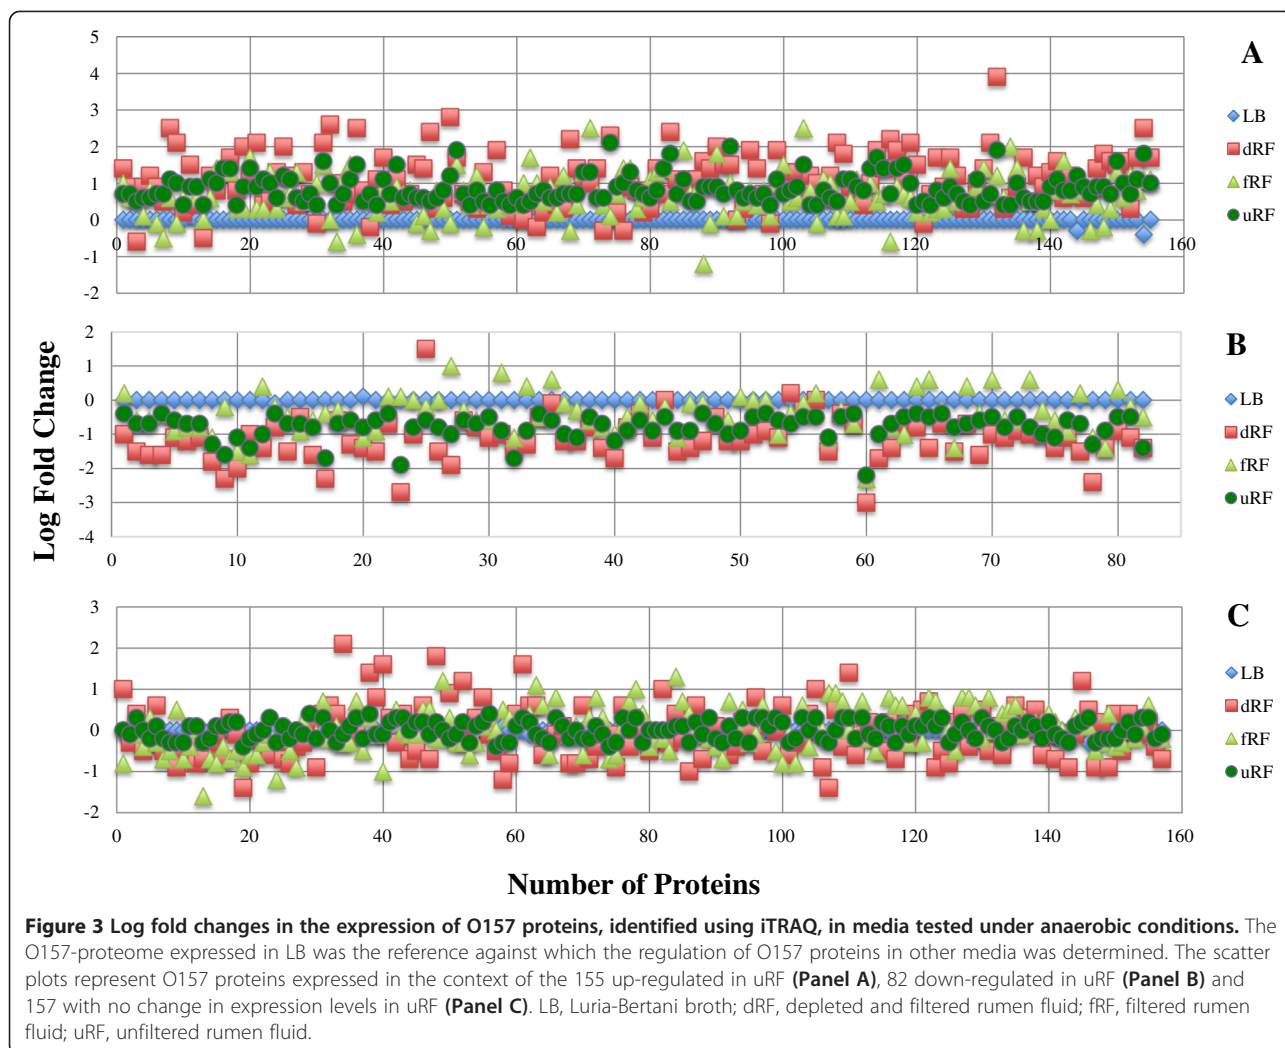 5
4
3
2
1
0
-1
-2
0 20 40 60 80 100 120 140 160
A
LB
dRF
fRF
uRF
Log Fold Change
2
1
0
-1
-2
-3
-4
0 10 20 30 40 50 60 70 80
B
LB
dRF
fRF
uRF
3
2
1
0
-1
-2
0 20 40 60 80 100 120 140 160
C
LB
dRF
fRF
uRF
Number of Proteins
Figure 3 Log fold changes in the expression of O157 proteins, identified using iTRAQ, in media tested under anaerobic conditions. The
O157-proteome expressed in LB was the reference against which the regulation of O157 proteins in other media was determined. The scatter
plots represent O157 proteins expressed in the context of the 155 up-regulated in uRF (Panel A), 82 down-regulated in uRF (Panel B) and
157 with no change in expression levels in uRF (Panel C). LB, Luria-Bertani broth; dRF, depleted and filtered rumen fluid; fRF, filtered rumen
fluid; uRF, unfiltered rumen fluid.